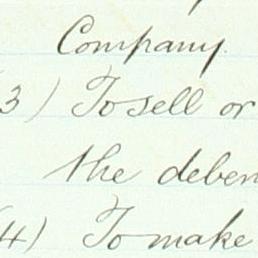 Company.
3) To sell or
the deben
(4) To make